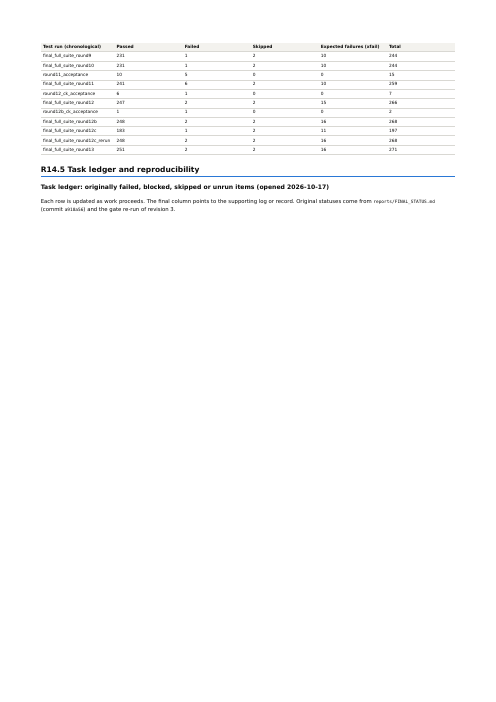 Test run (chronological) Passed Failed Skipped Expected failures (xfail) Total
final_full_suite_round9 231 1 2 10 244
final_full_suite_round10 231 1 2 10 244
round11_acceptance 10 5 0 0 15
final_full_suite_round11 241 6 2 10 259
round12_ck_acceptance 6 1 0 0 7
final_full_suite_round12 247 2 2 15 266
round12b_ck_acceptance 1 1 0 0 2
final_full_suite_round12b 248 2 2 16 268
final_full_suite_round12c 183 1 2 11 197
final_full_suite_round12c_rerun 248 2 2 16 268
final_full_suite_round13 251 2 2 16 271
R14.5 Task ledger and reproducibility
Task ledger: originally failed, blocked, skipped or unrun items (opened 2026-10-17)
Each row is updated as work proceeds. The final column points to the supporting log or record. Original statuses come from reports/FINAL_STATUS.md
(commit and the gate re-run of revision 3.